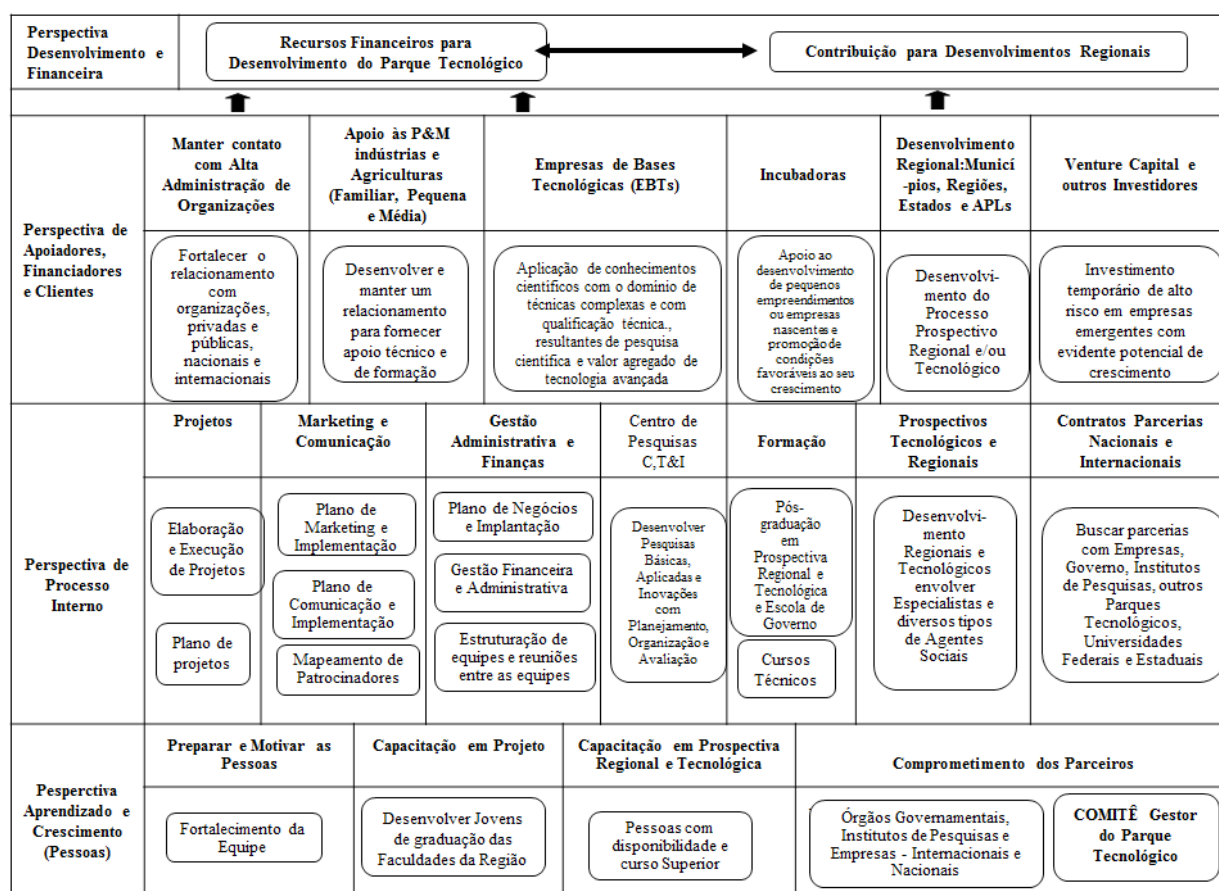 Perspectiva
Desenvolvimento e
Financeira
Recursos Financeiros para
Desenvolvimento do Parque Tecnológico
Contribuição para Desenvolvimentos Regionais
Perspectiva de
Apoiadores,
Financiadores
e Clientes
Manter contato
com Alta
Administração de
Organizações
Apoio às P&M
indústrias e
Agriculturas
(Familiar, Pequena
e Média)
Empresas de Bases
Tecnológicas (EBTs)
Incubadoras
Desenvolvimento
Regional:Municí
-pios, Regiões,
Estados e APLs
Venture Capital e
outros Investidores
Fortalecer o
relacionamento
com
organizações,
privadas e
públicas,
nacionais e
internacionais
Desenvolver e
manter um
relacionamento
para fornecer
apoio técnico e
de formação
Aplicação de conhecimentos
científicos com o dominio de
técnicas complexas e com
qualificação técnica., 
resultantes de pesquisa
científica e valor agregado de
tecnologia avançada
Apoio ao
desenvolvimento
de pequenos
empreendimentos
ou empresas
nascentes e
promoção de
condições
favoráveis ao seu
crescimento
Desenvolvi-
mento do
Processo
Prospectivo
Regional e/ou
Tecnológico
Investimento
temporário de alto
risco em empresas
emergentes com
evidente potencial de
crescimento
Perspectiva de
Processo
Interno
Projetos
Marketing e
Comunicação
Gestão
Administrativa e
Finanças
Centro de
Pesquisas
C,T&I
Formação
Prospectivos
Tecnológicos e
Regionais
Contratos Parcerias
Nacionais e
Internacionais
Elaboração
e Execução
de Projetos
Plano de
projetos
Plano de
Marketing e
Implementação
Plano de
Comunicação e
Implementação
Mapeamento de
Patrocinadores
Plano de Negócios
e Implantação
Gestão Financeira
e Administrativa
Estruturação de
equipes e reuniões
entre as equipes
Desenvolver
Pesquisas
Básicas,
Aplicadas e
Inovações
com
Planejamento,
Organização e
Avaliação
Pós-
graduação
em
Prospectiva
Regional e
Tecnológica
e Escola de
Governo
Cursos
Técnicos
Desenvolvi-
mento
Regionais e
Tecnológicos
envolver
Especialistas e
diversos tipos
de Agentes
Sociais
Buscar parcerias
com Empresas,
Governo, Institutos
de Pesquisas, outros
Parques
Tecnológicos,
Universidades
Federais e Estaduais
Pesperctiva
Aprendizado e
Crescimento
(Pessoas)
Preparar e Motivar as
Pessoas
Capacitação em Projeto
Capacitação em Prospectiva
Regional e Tecnológica
Comprometimento dos Parceiros
Fortalecimento da
Equipe
Desenvolver Jovens
de graduação das
Faculdades da Região
Pessoas com
disponibilidade e
curso Superior
Órgãos Governamentais,
Institutos de Pesquisas e
Empresas - Internacionais e
Nacionais
COMITÊ Gestor
do Parque
Tecnológico